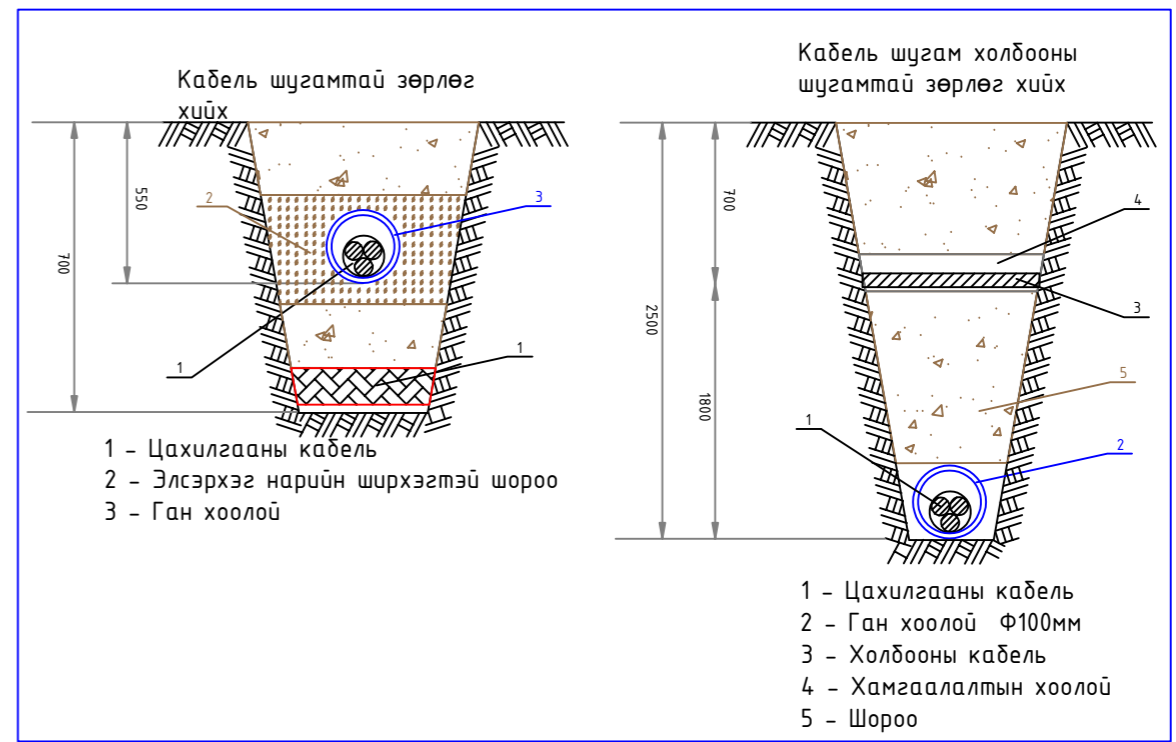 Кабель шугамтай зөрлөг
хийх
550
700
2
3
1
1
1 - Цахилгааны кабель
2 - Элсэрхэг нарийн ширхэгтэй шороо
3 - Ган хоолой
Кабель шугам холбооны
шугамтай зөрлөг хийх
700
2500
1800
4
3
5
1
2
1 - Цахилгааны кабель
2 - Ган хоолой Ф100мм
3 - Холбооны кабель
4 - Хамгаалалтын хоолой
5 - Шороо